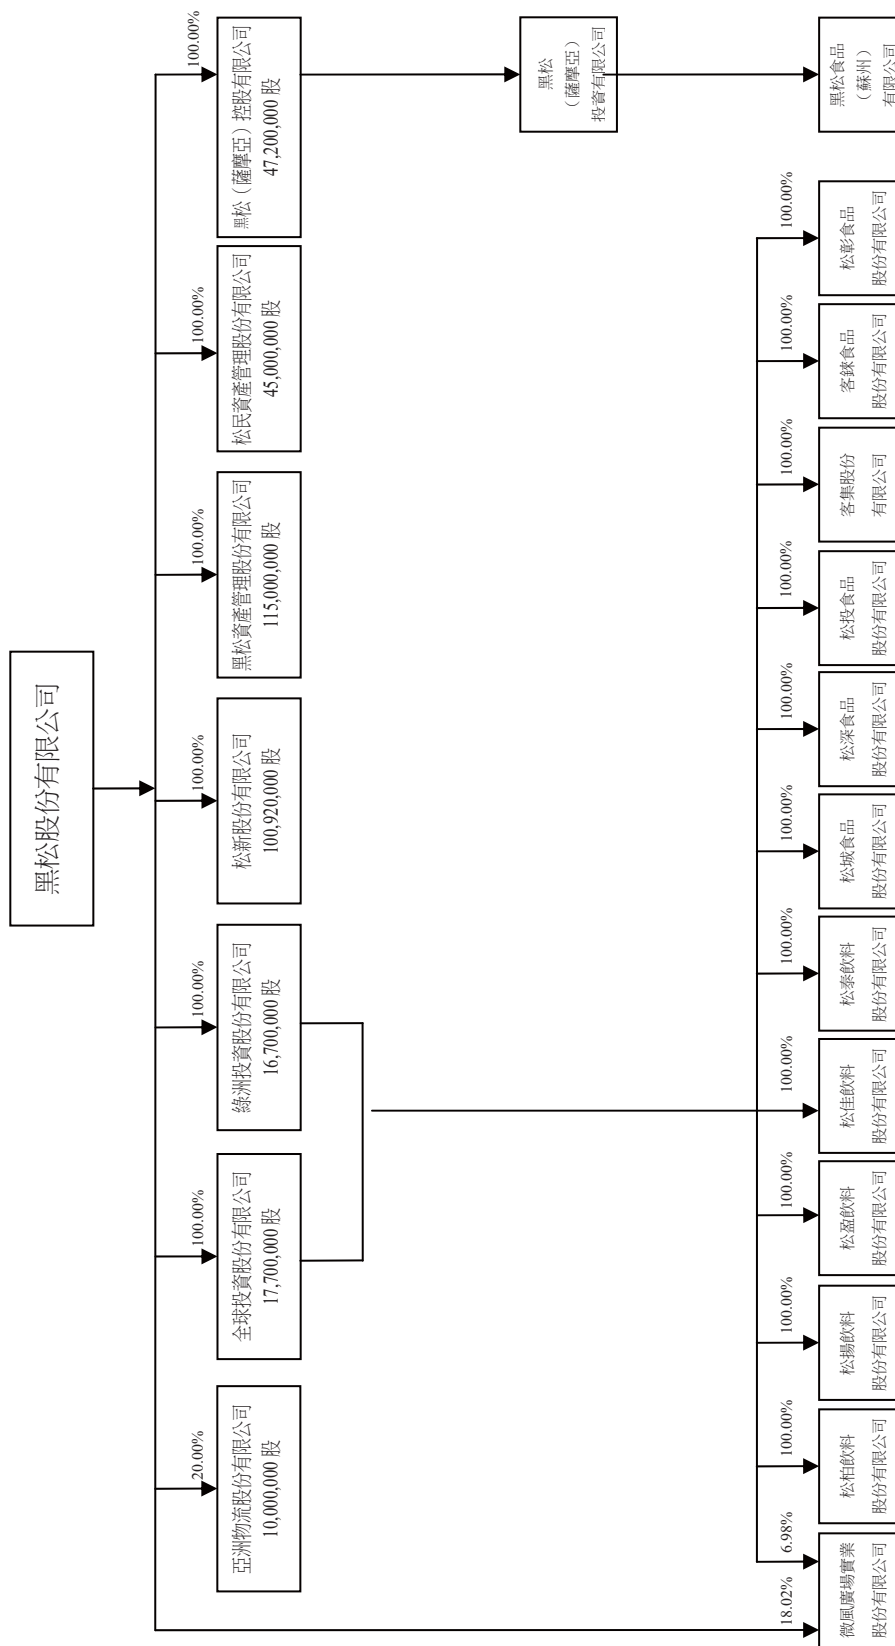 黑松股份有限公司
20.00%
亞洲物流股份有限公司
10,000,000 股
100.00%
全球投資股份有限公司
17,700,000 股
100.00%
綠洲投資股份有限公司
16,700,000 股
100.00%
松新股份有限公司
100,920,000 股
100.00%
黑松資產管理股份有限公司
115,000,000 股
100.00%
松民資產管理股份有限公司
45,000,000 股
100.00%
黑松（薩摩亞）控股有限公司
47,200,000 股
黑松
（薩摩亞）
投資有限公司
18.02%
6.98%
微風廣場實業
股份有限公司
100.00%
松柏飲料
股份有限公司
100.00%
松揚飲料
股份有限公司
100.00%
松盈飲料
股份有限公司
100.00%
松佳飲料
股份有限公司
100.00%
松泰飲料
股份有限公司
100.00%
松城食品
股份有限公司
100.00%
松深食品
股份有限公司
100.00%
松投食品
股份有限公司
100.00%
客集股份
有限公司
100.00%
客錸食品
股份有限公司
100.00%
松彰食品
股份有限公司
黑松食品
（蘇州）
有限公司